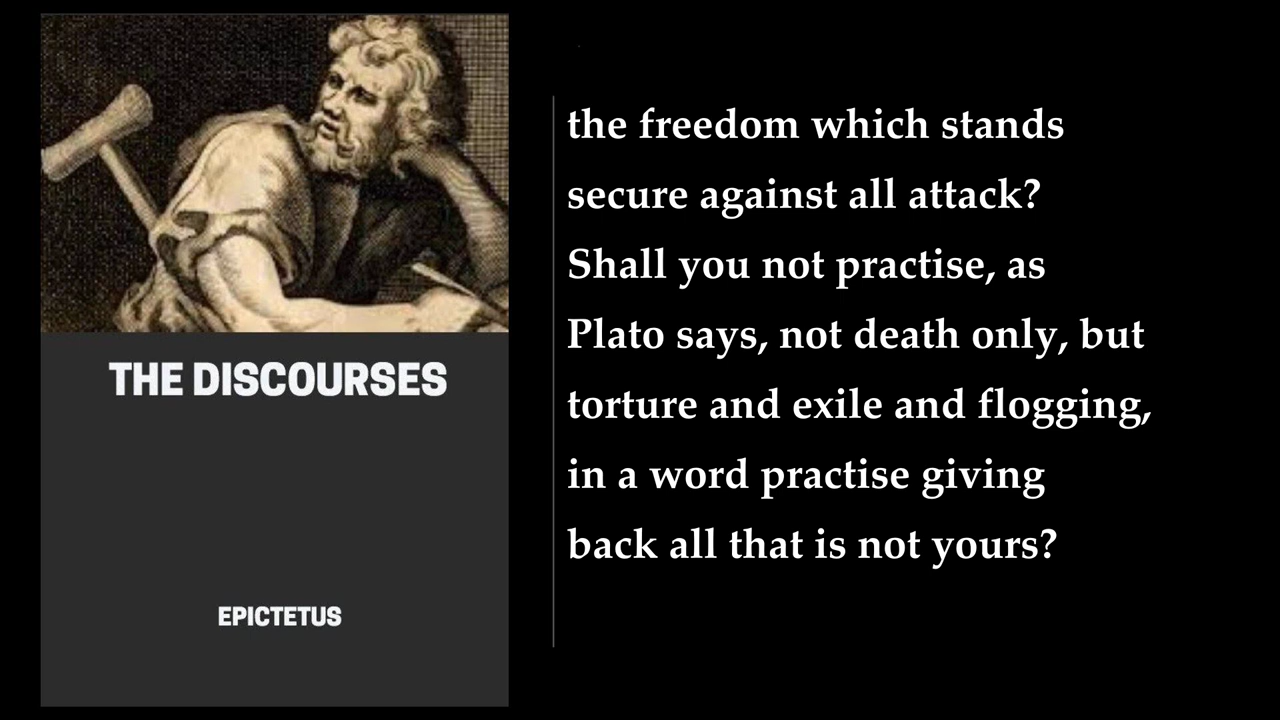 THE DISCOURSES
EPICTETUS
the freedom which stands
secure against all attack?
Shall you not practise, as
Plato says, not death only, but
torture and exile and flogging,
in a word practise giving
back all that is not yours?